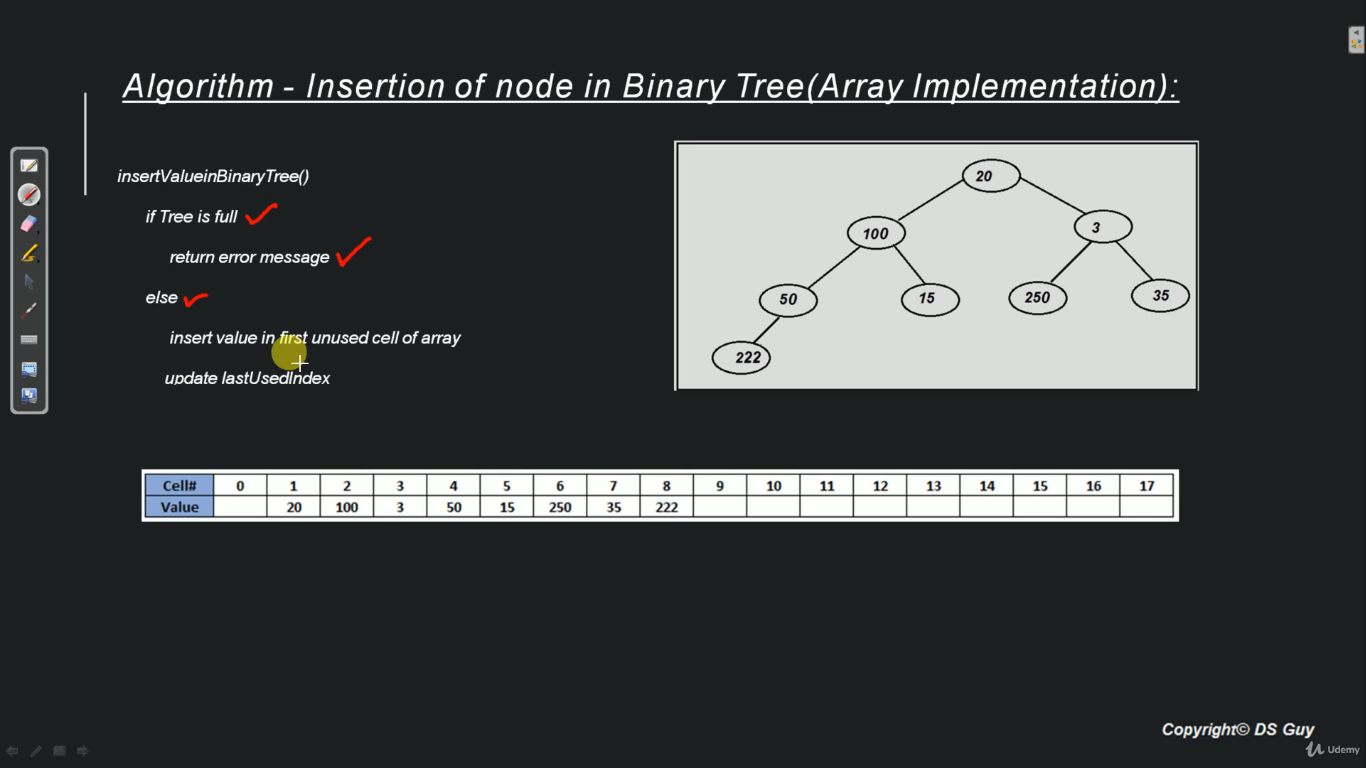 Algorithm - Insertion of node in Binary Tree(Array Implementation):
insertValueinBinaryTree()
if Tree is full
return error message
else
insert value in first unused cell of array
update lastUsedIndex
20
100 3
50 15 250 35
222
Cell# 0 1 2 3 4 5 6 7 8 9 10 11 12 13 14 15 16 17
Value 20 100 3 50 15 250 35 222
Copyright© DS Guy
Udemy